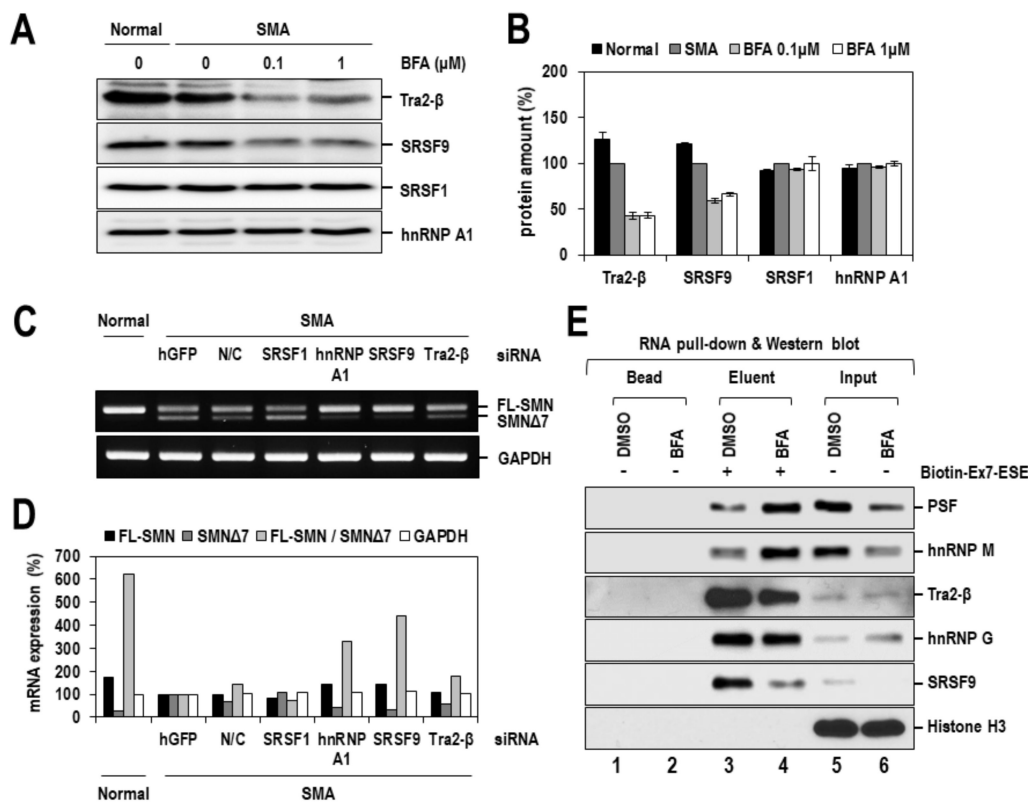 A
Normal SMA
0 0 0.1 1 BFA (μM)
Tra2-β
SRSF9
SRSF1
hnRNP A1
B
Normal SMA BFA 0.1μM BFA 1μM
protein amount (%)
200
150
100
50
0
Tra2-β SRSF9 SRSF1 hnRNP A1
C
Normal SMA
hGFP N/C SRSF1 hnRNP A1 SRSF9 Tra2-β siRNA
FL-SMN
SMNΔ7
GAPDH
D
FL-SMN SMNΔ7 FL-SMN / SMNΔ7 GAPDH
mRNA expression (%)
700
600
500
400
300
200
100
0
hGFP N/C SRSF1 hnRNP A1 SRSF9 Tra2-β siRNA
Normal SMA
E
RNA pull-down & Western blot
Bead Eluent Input
DMSO BFA DMSO BFA DMSO BFA
- - + + - - Biotin-Ex7-ESE
PSF
hnRNP M
Tra2-β
hnRNP G
SRSF9
Histone H3
1 2 3 4 5 6